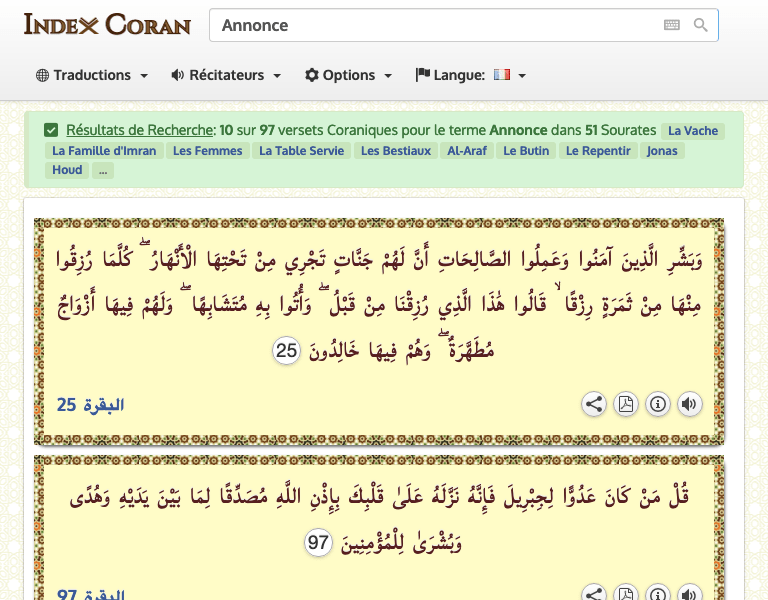 INDEX CORAN
Annonce
Traductions
Récitateurs
Options
Langue:
Résultats de Recherche: 10 sur 97 versets Coraniques pour le terme Annonce dans 51 Sourates La Vache
La Famille d'Imran Les Femmes La Table Servie Les Bestiaux Al-Araf Le Butin Le Repentir Jonas
Houd ...
وَبَشِّرِ الَّذِينَ آمَنُوا وَعَمِلُوا الصَّالِحَاتِ أَنَّ لَهُمْ جَنَّاتٍ تَجْرِي مِنْ تَحْتِهَا الْأَنْهَارُ ۖ كُلَّمَا رُزِقُوا
مِنْهَا مِنْ ثَمَرَةٍ رِزْقًا ۙ قَالُوا هَٰذَا الَّذِي رُزِقْنَا مِنْ قَبْلُ ۖ وَأُتُوا بِهِ مُتَشَابِهًا ۖ وَلَهُمْ فِيهَا أَزْوَاجٌ
مُطَهَّرَةٌ ۖ وَهُمْ فِيهَا خَالِدُونَ 25
البقرة 25
قُلْ مَنْ كَانَ عَدُوًّا لِجِبْرِيلَ فَإِنَّهُ نَزَّلَهُ عَلَىٰ قَلْبِكَ بِإِذْنِ اللَّهِ مُصَدِّقًا لِمَا بَيْنَ يَدَيْهِ وَهُدًى
وَبُشْرَىٰ لِلْمُؤْمِنِينَ 97
البقرة 97